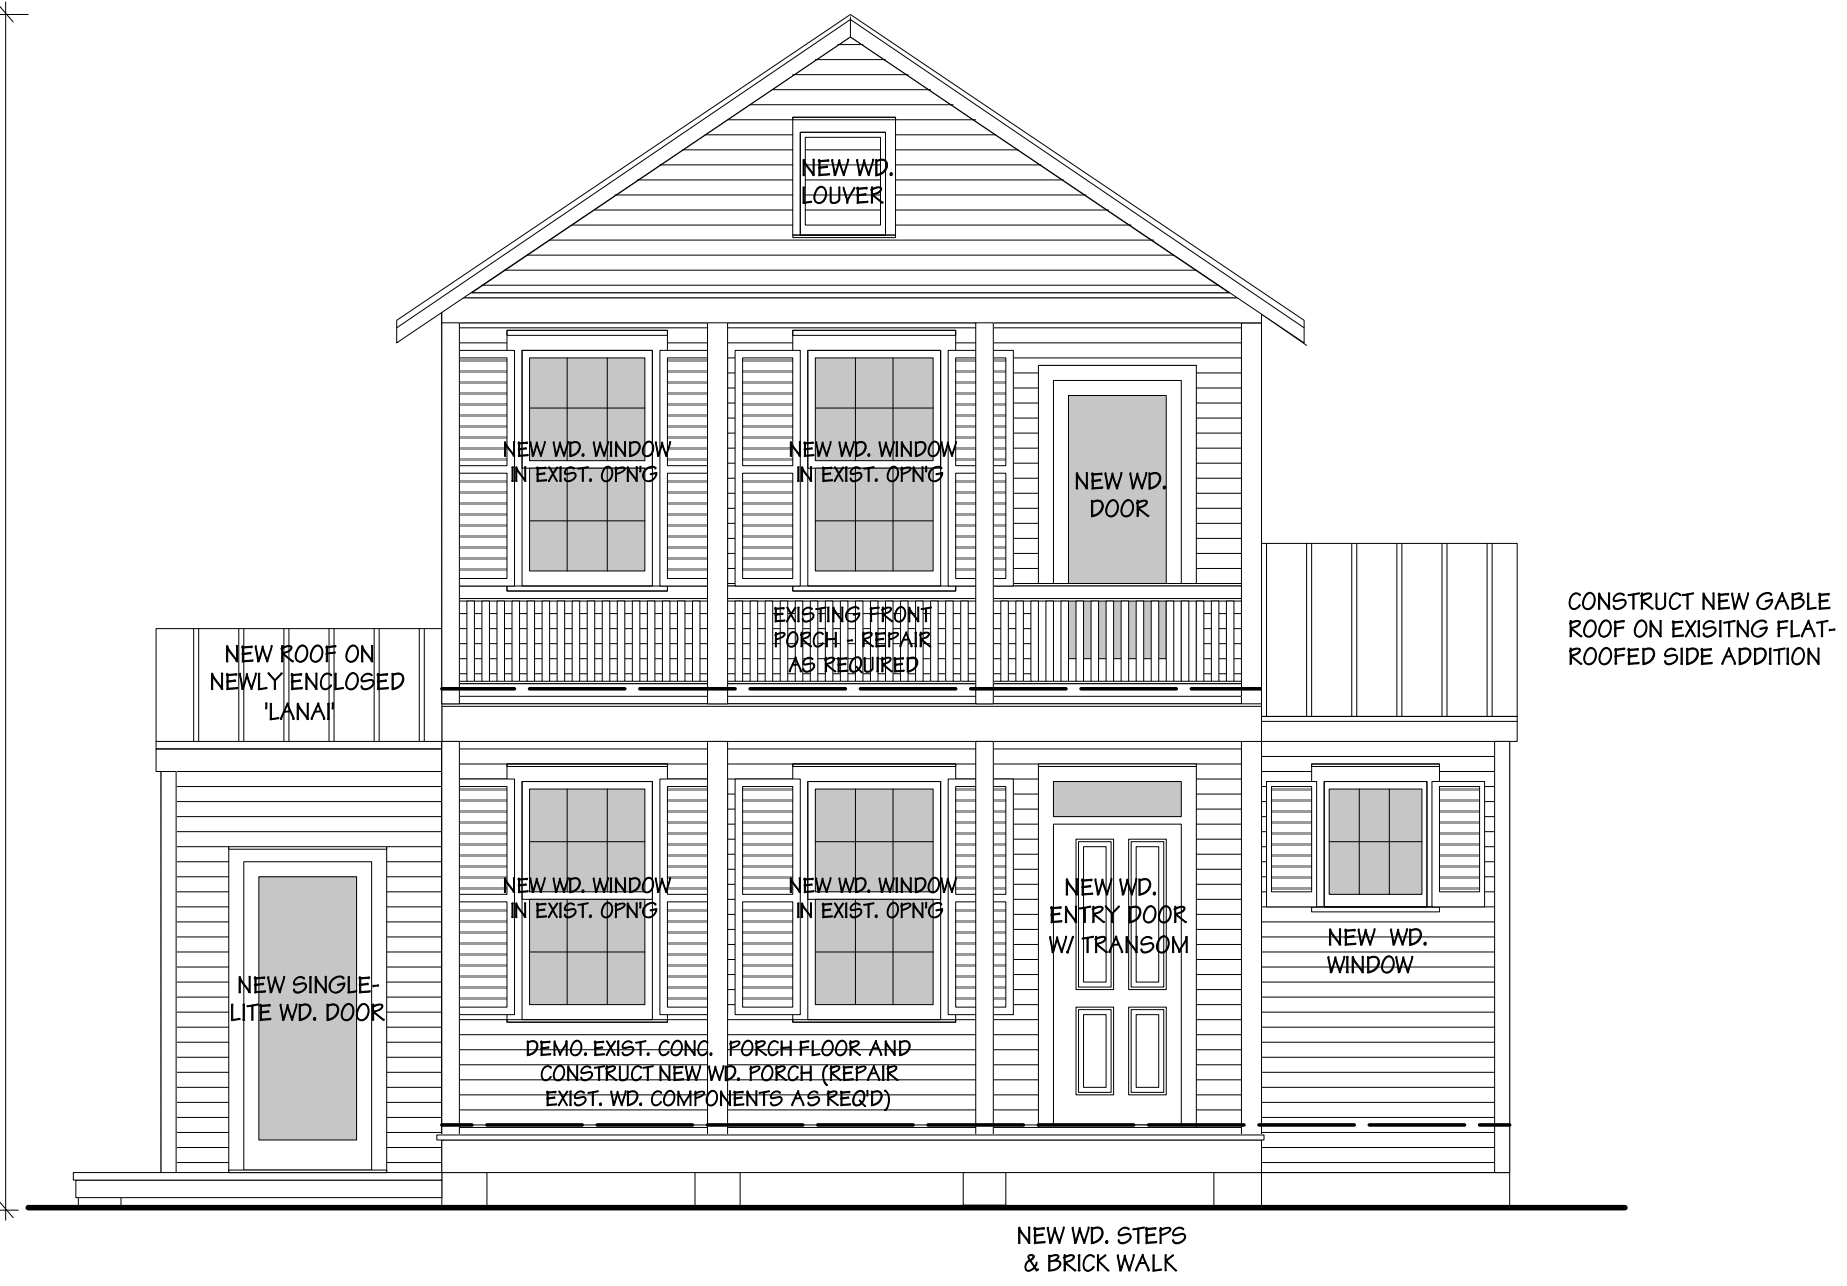 NEW WD.
LOUVER
NEW WD. WINDOW
IN EXIST. OPN'G
NEW WD. WINDOW
IN EXIST. OPN'G
NEW WD.
DOOR
EXISTING FRONT
PORCH - REPAIR
AS REQUIRED
CONSTRUCT NEW GABLE
ROOF ON EXISITNG FLAT-
ROOFED SIDE ADDITION
NEW ROOF ON
NEWLY ENCLOSED
'LANAI'
NEW WD. WINDOW
IN EXIST. OPN'G
NEW WD. WINDOW
IN EXIST. OPN'G
NEW WD.
ENTRY DOOR
W/ TRANSOM
NEW WD.
WINDOW
NEW SINGLE-
LITE WD. DOOR
DEMO. EXIST. CONC. PORCH FLOOR AND
CONSTRUCT NEW WD. PORCH (REPAIR
EXIST. WD. COMPONENTS AS REQ'D)
NEW WD. STEPS
& BRICK WALK